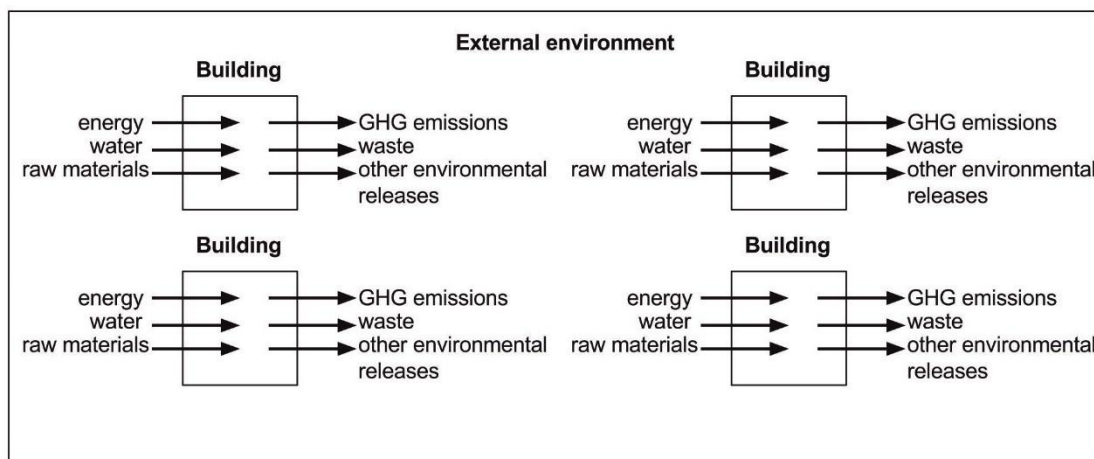 External environment
Building
energy
water
raw materials
GHG emissions
waste
other environmental
releases
Building
energy
water
raw materials
GHG emissions
waste
other environmental
releases
Building
energy
water
raw materials
GHG emissions
waste
other environmental
releases
Building
energy
water
raw materials
GHG emissions
waste
other environmental
releases